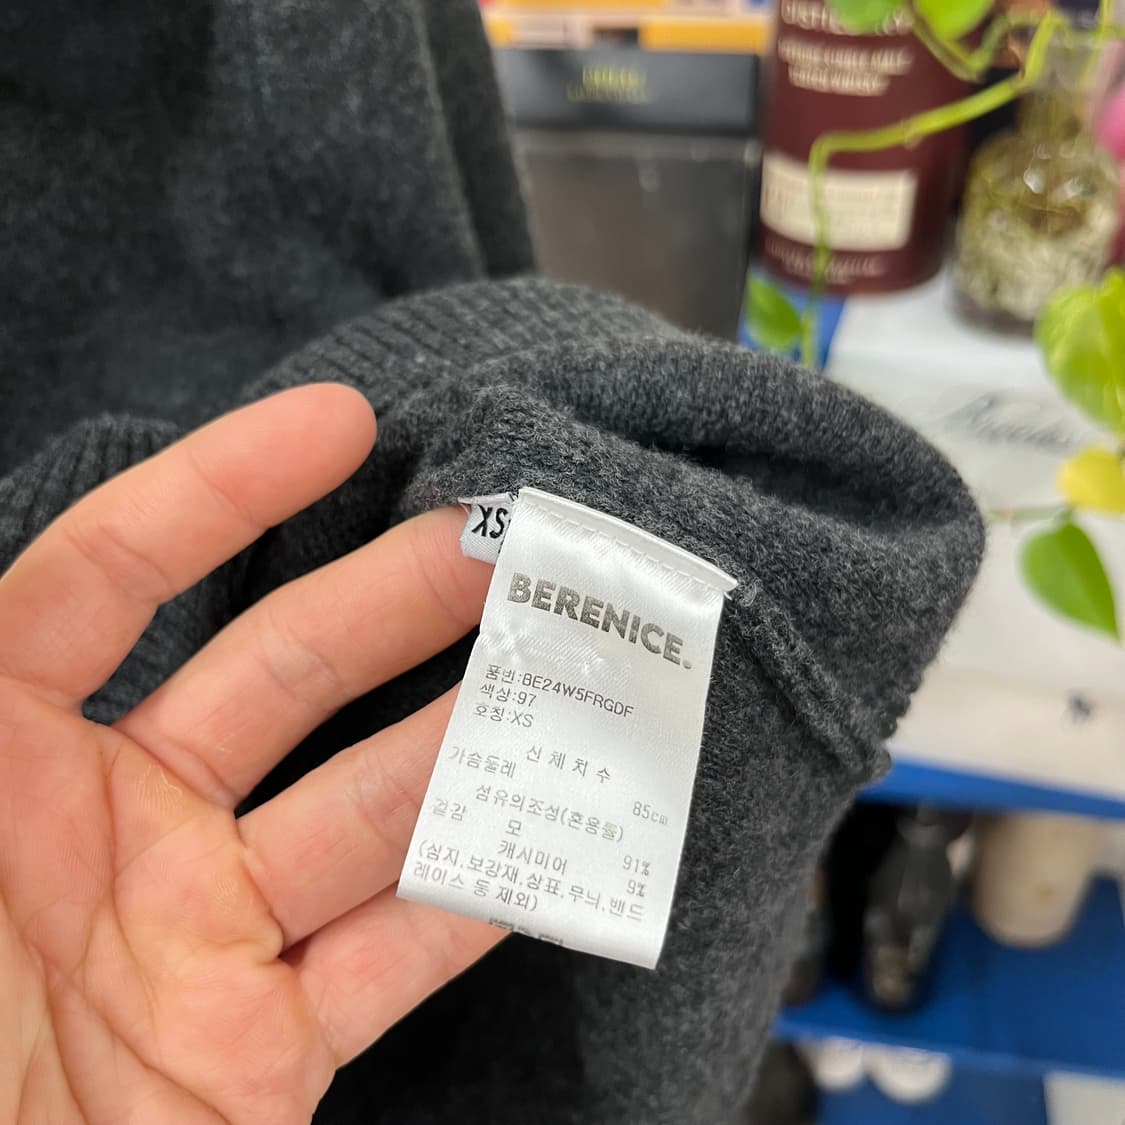 XS
BERENICE.
품번:BE24W5FRGDF
색상:97
호칭:XS
신 체 치 수
가슴둘레 85cm
섬유의조성(혼용률)
겉감 모 91%
캐시미어 9%
(심지,보강재,상표,무늬,밴드
레이스 등 제외)